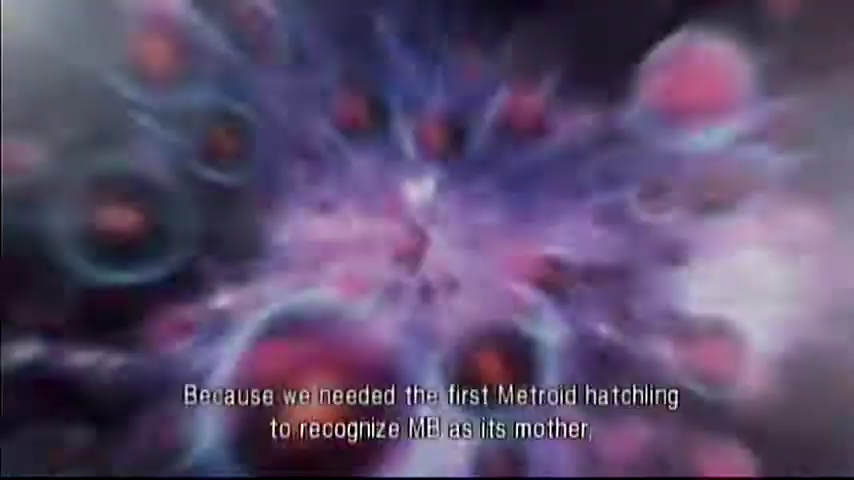 Because we needed the first Metroid hatchling
to recognize MB as its mother,